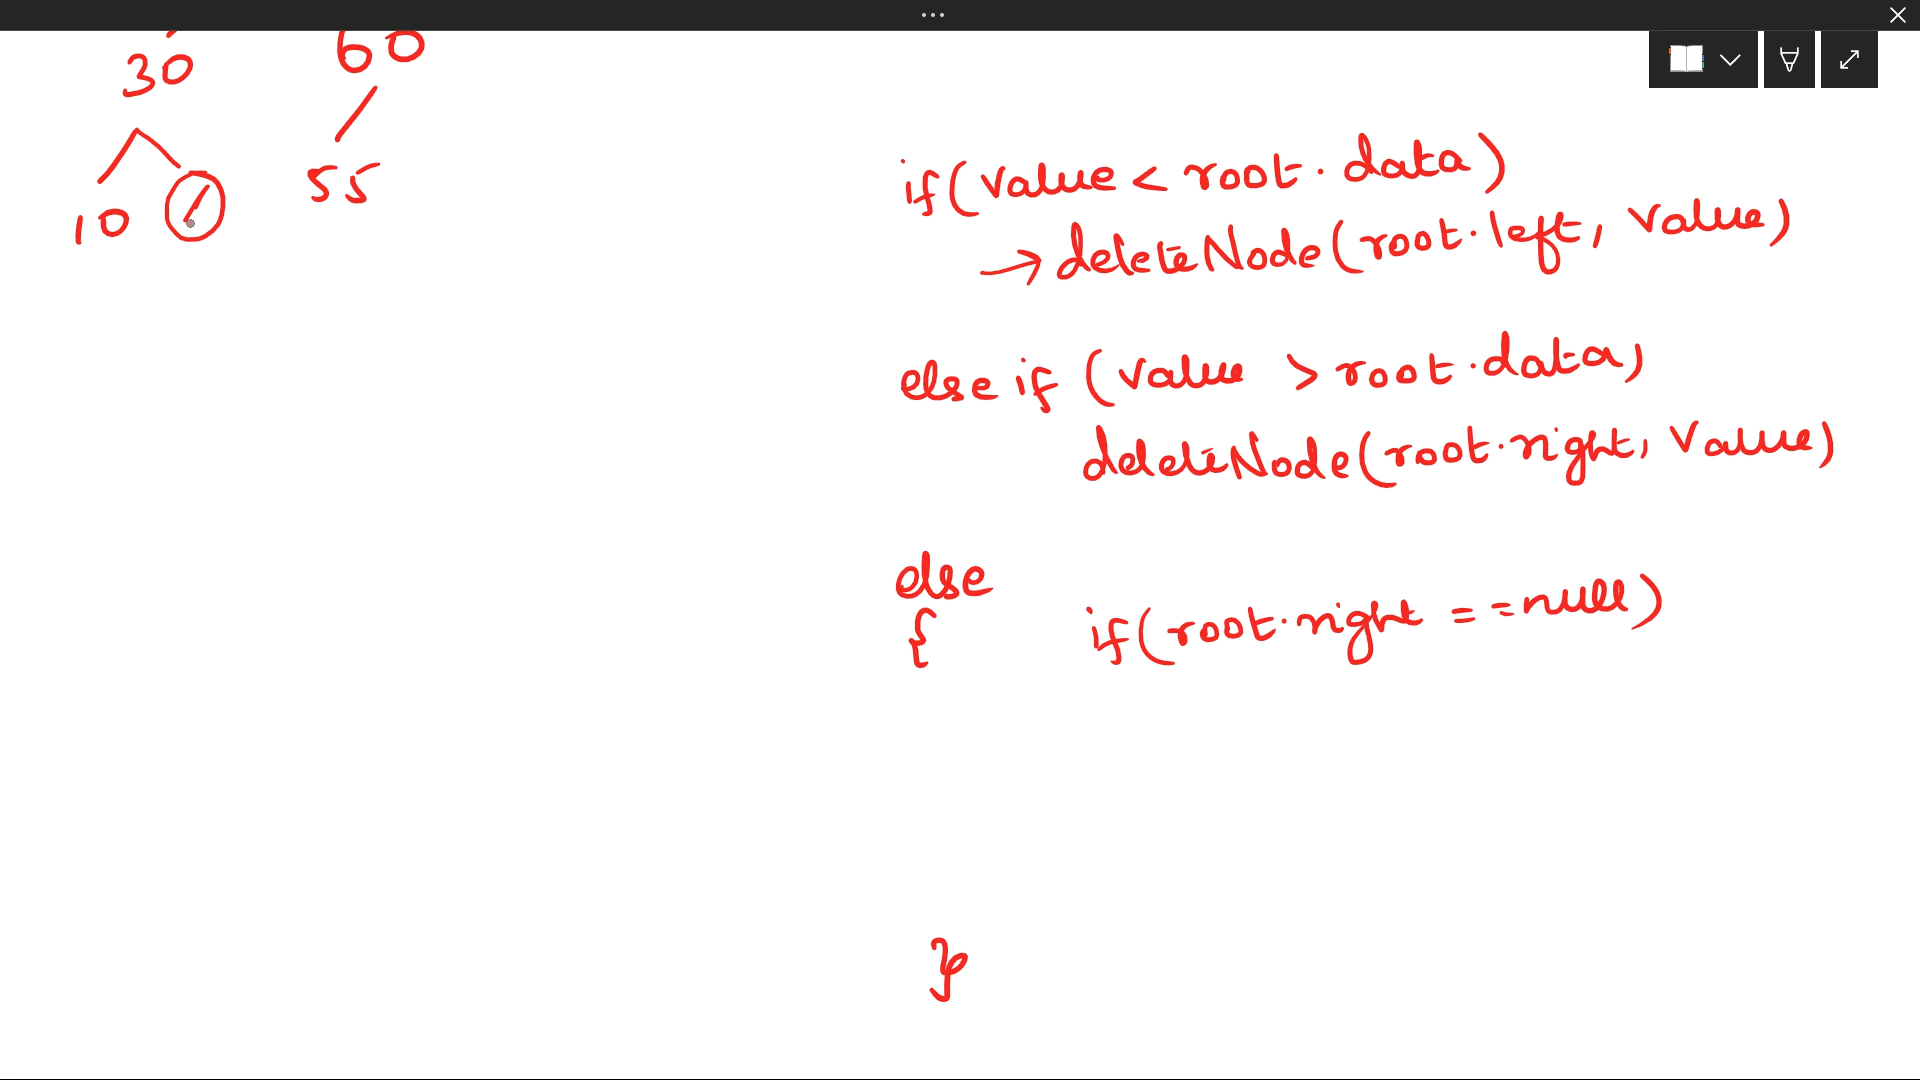 30 60
10 55
if(value < root.data)
→ deleteNode(root.left, value)
else if (value > root.data)
deleteNode(root.right, value)
else
{ if(root.right == null)
}